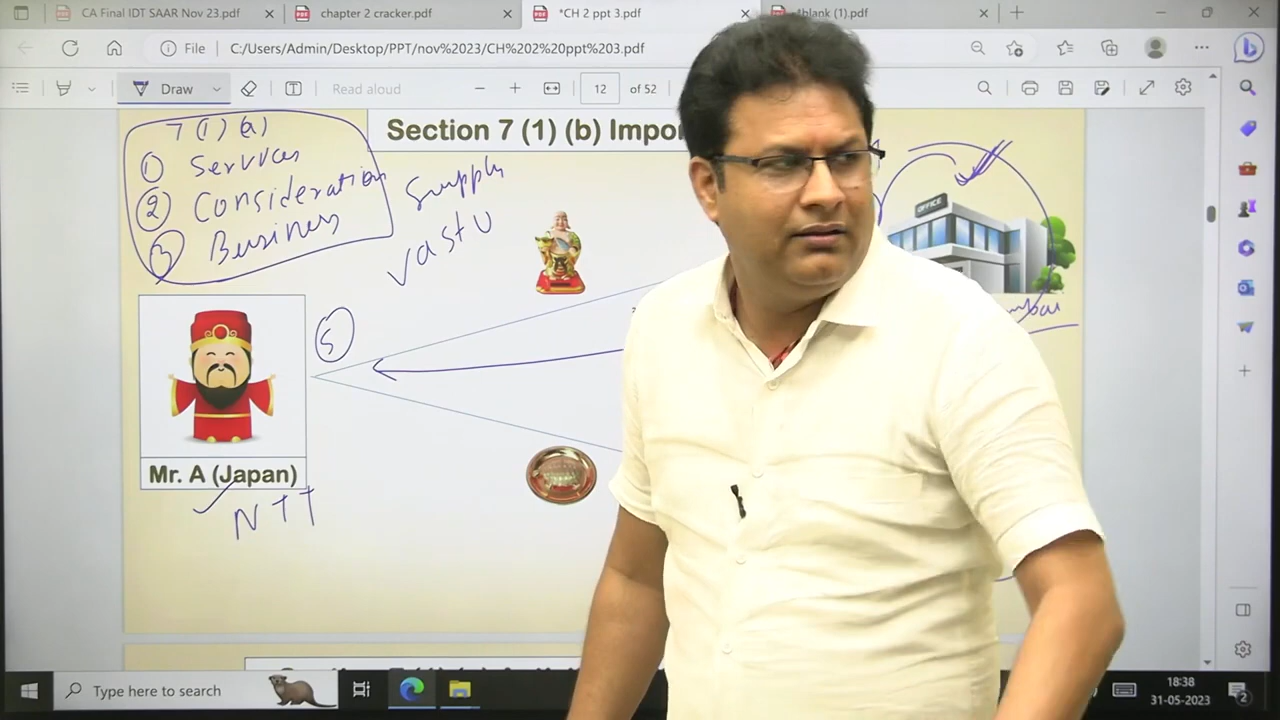 CA Final IDT SAAR Nov 23.pdf
chapter 2 cracker.pdf
*CH 2 ppt 3.pdf
*blank (1).pdf
File
C:/Users/Admin/Desktop/PPT/nov%2023/CH%202%20ppt%203.pdf
Draw
Read aloud
12
of 52
Section 7 (1) (b) Impor
7 (1) (a)
① Services
② Consideration
③ Business
Supply
Vastu
OFFICE
5
Mr. A (Japan)
NTT
Type here to search
18:38
31-05-2023
2